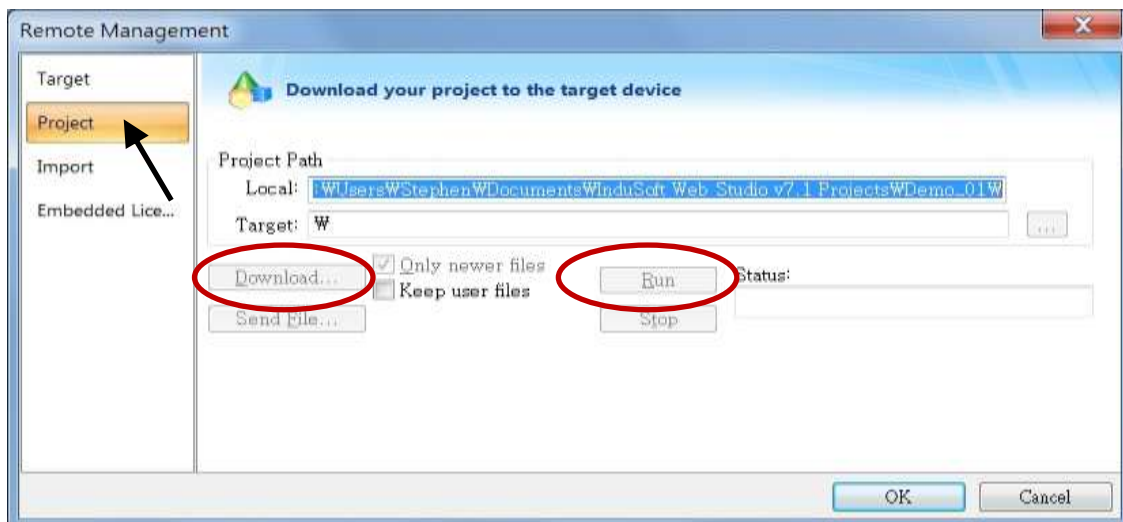 Remote Management
Target
Project
Import
Embedded Lice...
Download your project to the target device
Project Path
Local: :₩Users₩Stephen₩Documents₩InduSoft Web Studio v7.1 Projects₩Demo_01₩
Target: ₩
...
Download...
Only newer files
Keep user files
Send File...
Run
Stop
Status:
OK
Cancel